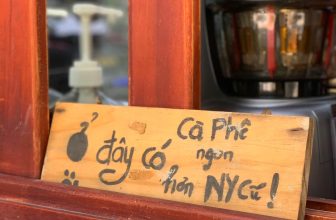 Ở đây có
Cà Phê
ngon
hơn NYCũ!